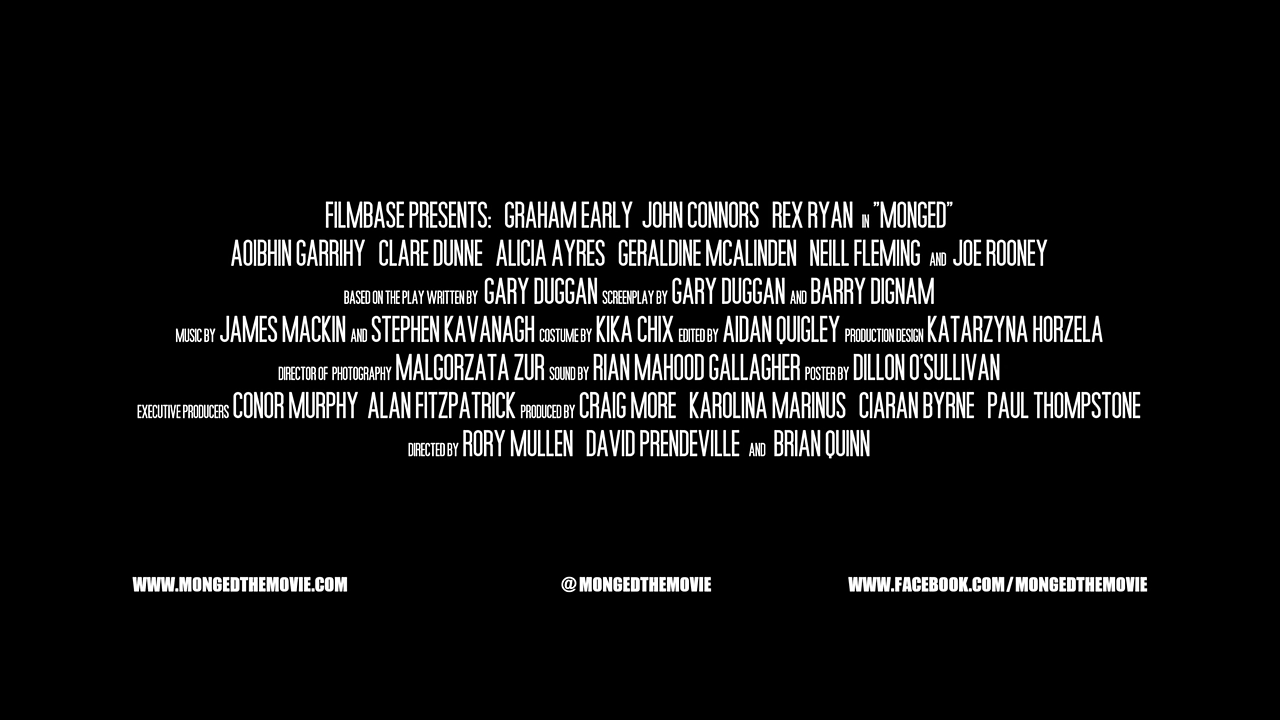 FILMBASE PRESENTS: GRAHAM EARLY JOHN CONNORS REX RYAN IN "MONGED"
AOIBHIN GARRIHY CLARE DUNNE ALICIA AYRES GERALDINE MCALINDEN NEILL FLEMING AND JOE ROONEY
BASED ON THE PLAY WRITTEN BY GARY DUGGAN SCREENPLAY BY GARY DUGGAN AND BARRY DIGNAM
MUSIC BY JAMES MACKIN AND STEPHEN KAVANAGH COSTUME BY KIKA CHIX EDITED BY AIDAN QUIGLEY PRODUCTION DESIGN KATARZYNA HORZELA
DIRECTOR OF PHOTOGRAPHY MALGORZATA ZUR SOUND BY RIAN MAHOOD GALLAGHER POSTER BY DILLON O'SULLIVAN
EXECUTIVE PRODUCERS CONOR MURPHY ALAN FITZPATRICK PRODUCED BY CRAIG MORE KAROLINA MARINUS CIARAN BYRNE PAUL THOMPSTONE
DIRECTED BY RORY MULLEN DAVID PRENDEVILLE AND BRIAN QUINN
WWW.MONGEDTHEMOVIE.COM @MONGEDTHEMOVIE WWW.FACEBOOK.COM/MONGEDTHEMOVIE